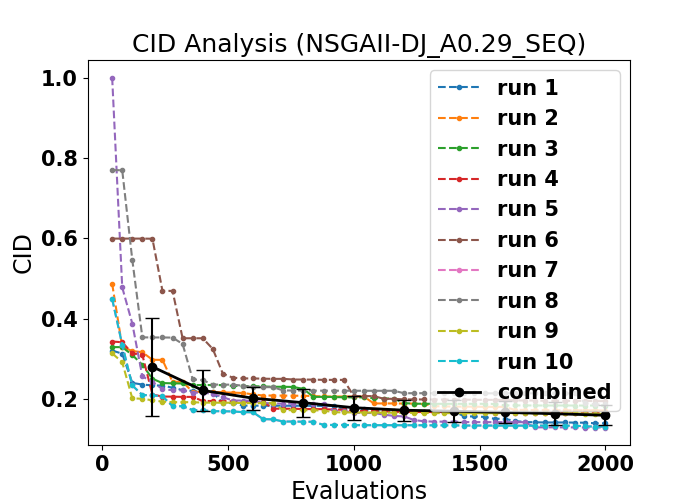 CID Analysis (NSGAII-DJ_A0.29_SEQ)
CID
1.0
0.8
0.6
0.4
0.2
run 1
run 2
run 3
run 4
run 5
run 6
run 7
run 8
run 9
run 10
combined
0 500 1000 1500 2000
Evaluations